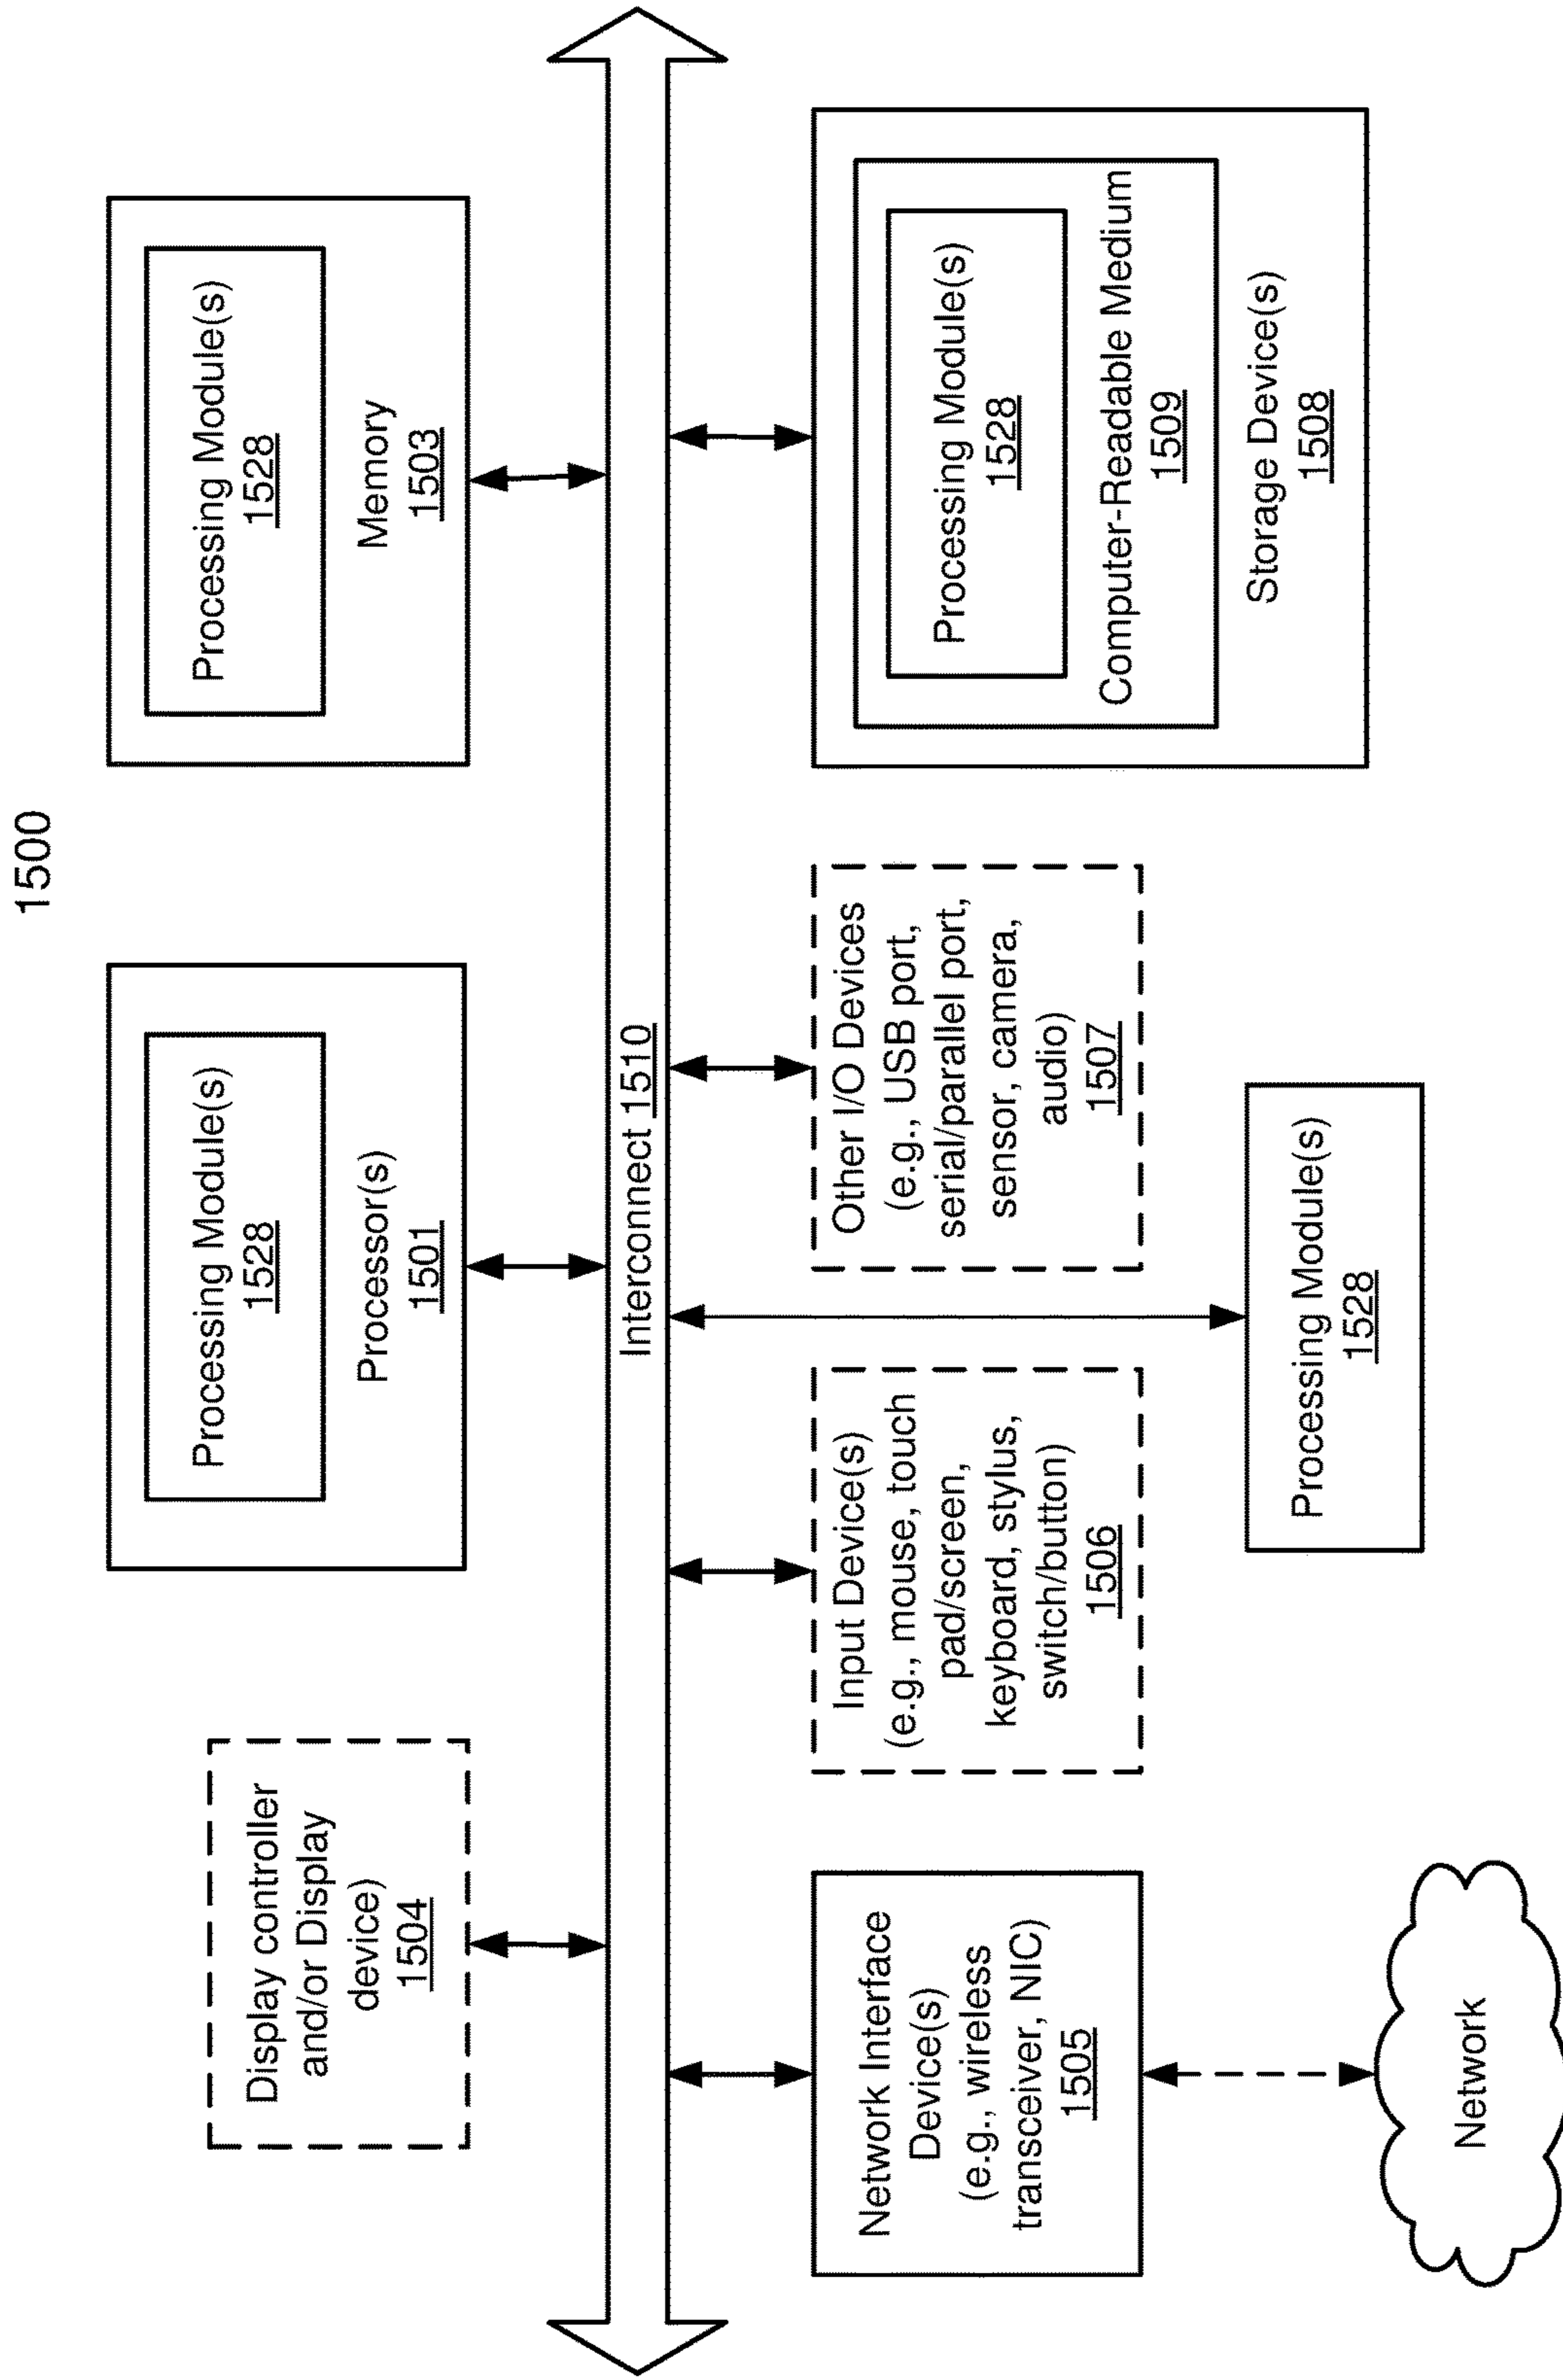 1500
Display controller
and/or Display
device)
1504
Processing Module(s)
1528
Processor(s)
1501
Processing Module(s)
1528
Memory
1503
Interconnect 1510
Network Interface
Device(s)
(e.g., wireless
transceiver, NIC)
1505
Input Device(s)
(e.g., mouse, touch
pad/screen,
keyboard, stylus,
switch/button)
1506
Other I/O Devices
(e.g., USB port,
serial/parallel port,
sensor, camera,
audio)
1507
Processing Module(s)
1528
Computer-Readable Medium
1509
Storage Device(s)
1508
Processing Module(s)
1528
Network